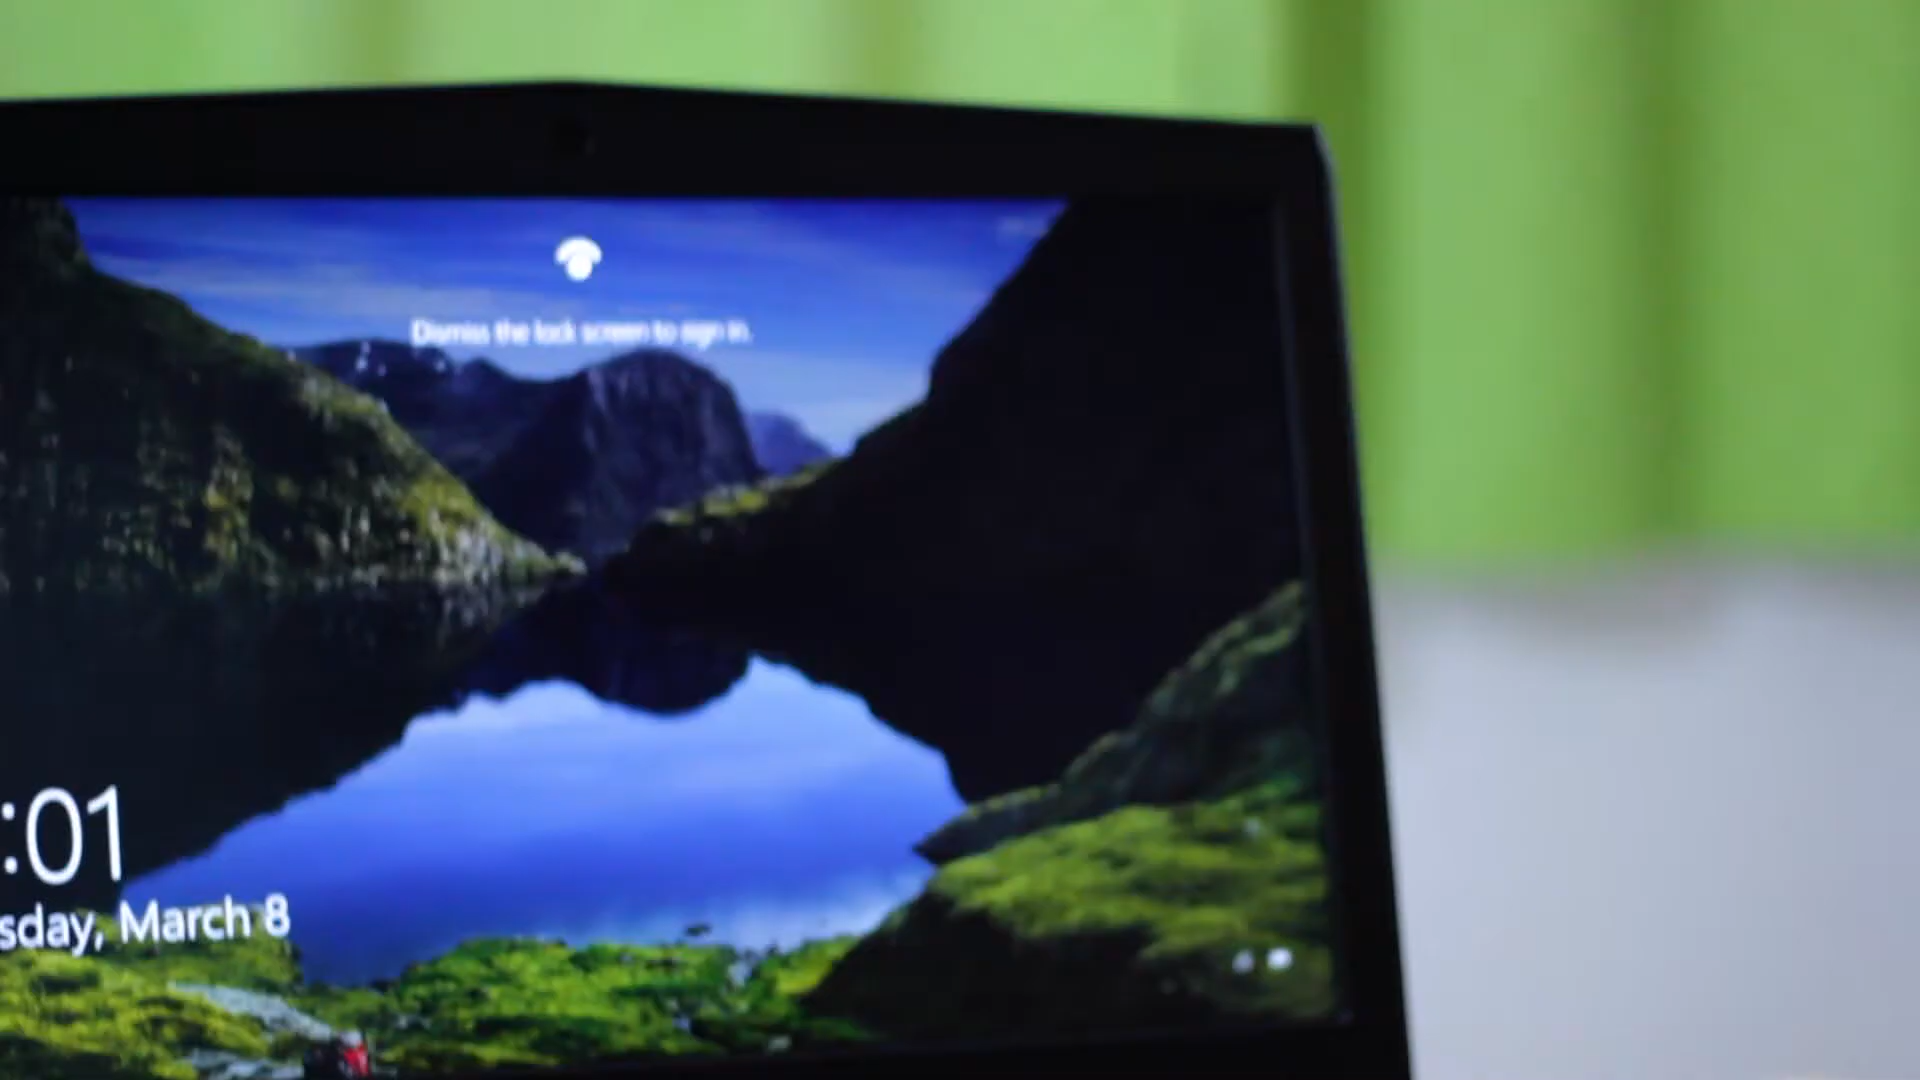 Dismiss the lock screen to sign in.
:01
sday, March 8